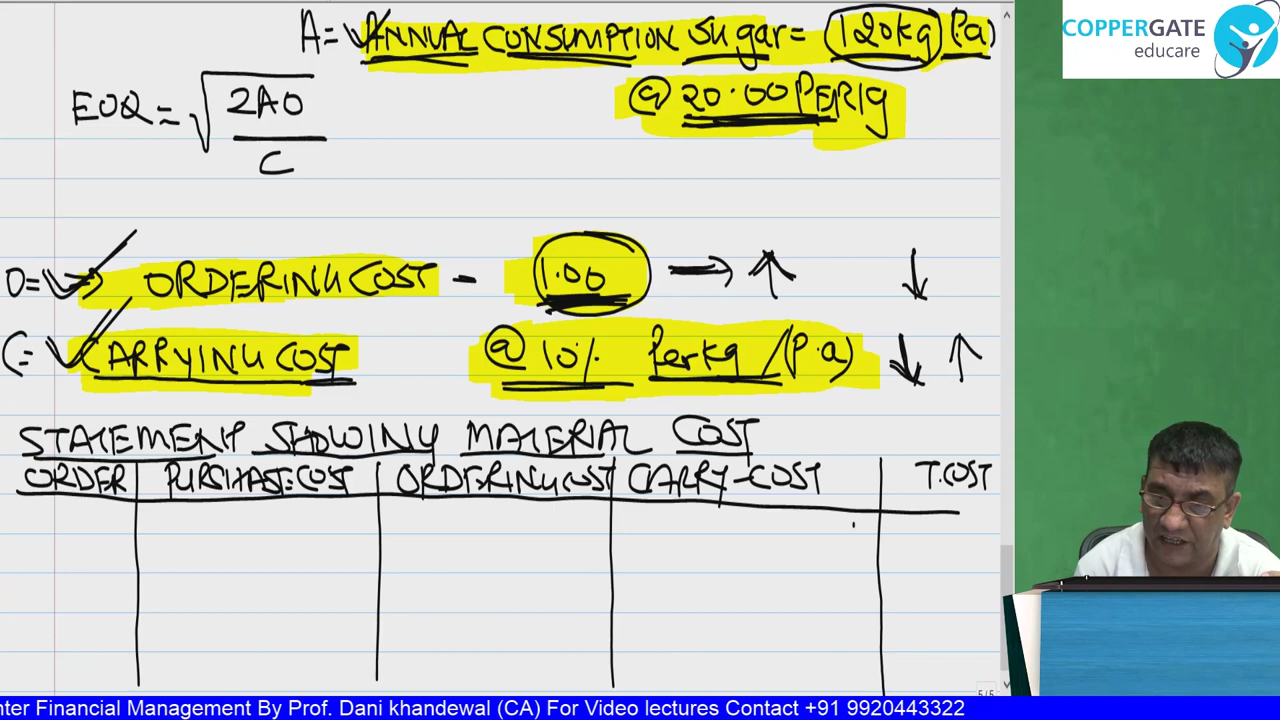 A= ANNUAL CONSUMPTION Sugar= 120kg (P.a)
@ 20.00 PER kg
EOQ = √2AO
C
O= ORDERING COST - 1.00 → ↑ ↓
C= CARRYING COST @ 10% Per kg /(P.a) ↓ ↑
STATEMENT SHOWING MATERIAL COST
ORDER PURCHASE COST ORDERING COST CARRY-COST T.COST
COPPERGATE
educare
5/5
nter Financial Management By Prof. Dani khandewal (CA) For Video lectures Contact +91 9920443322